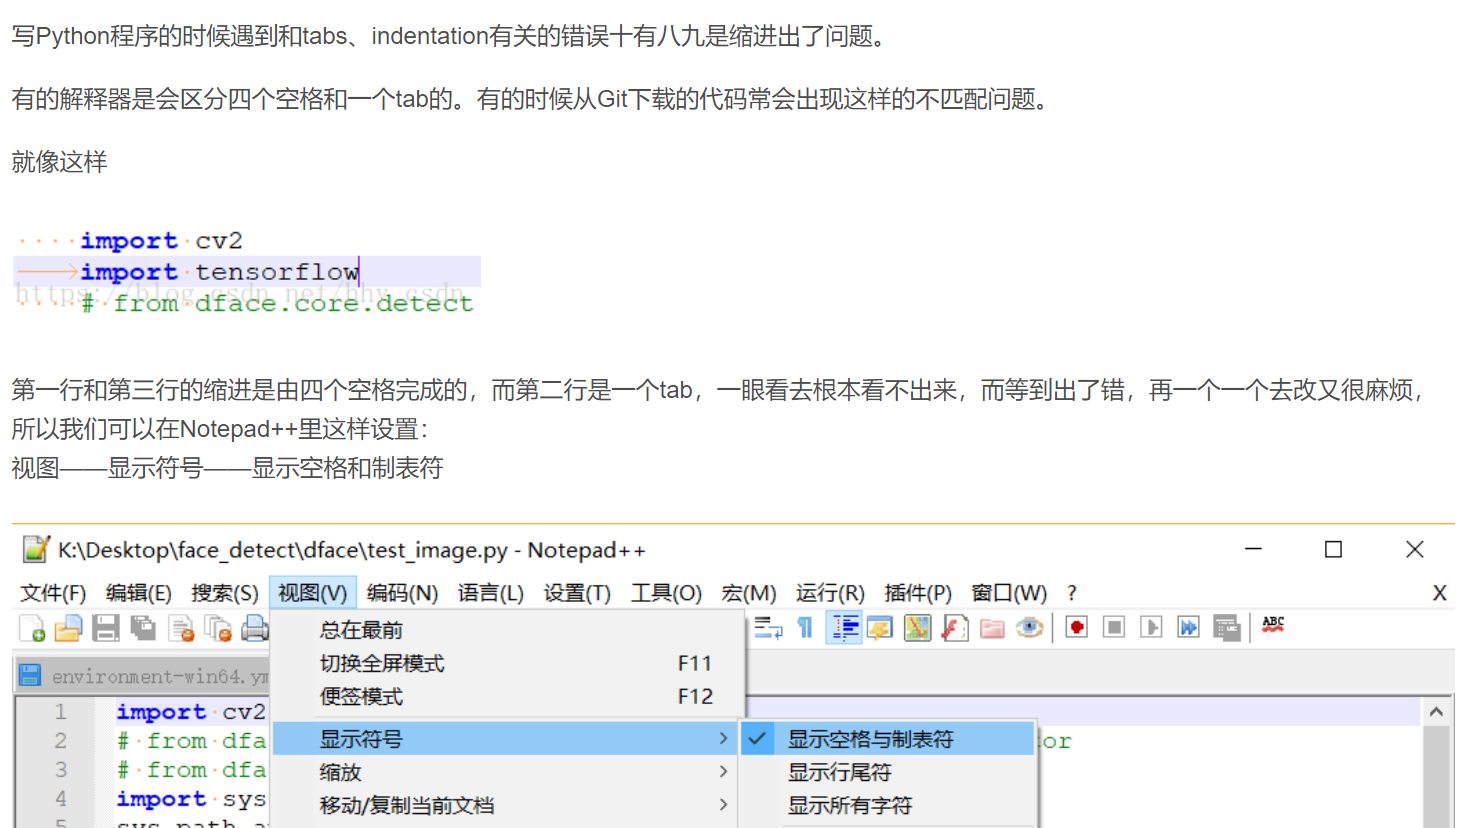 写Python程序的时候遇到和tabs、indentation有关的错误十有八九是缩进出了问题。
有的解释器是会区分四个空格和一个tab的。有的时候从Git下载的代码常会出现这样的不匹配问题。
就像这样
import cv2
import tensorflow
https://blog.csdn.net/hhy_csdn
# from dface.core.detect
第一行和第三行的缩进是由四个空格完成的，而第二行是一个tab，一眼看去根本看不出来，而等到出了错，再一个一个去改又很麻烦，
所以我们可以在Notepad++里这样设置：
视图——显示符号——显示空格和制表符
K:\Desktop\face_detect\dface\test_image.py - Notepad++
文件(F) 编辑(E) 搜索(S) 视图(V) 编码(N) 语言(L) 设置(T) 工具(O) 宏(M) 运行(R) 插件(P) 窗口(W) ? X
总在最前
ABC
切换全屏模式 F11
environment-win64.ym
便签模式 F12
1 import cv2
2 # from dfa 显示符号 显示空格与制表符 or
3 # from dfa 缩放 显示行尾符
4 import sys 移动/复制当前文档 显示所有字符